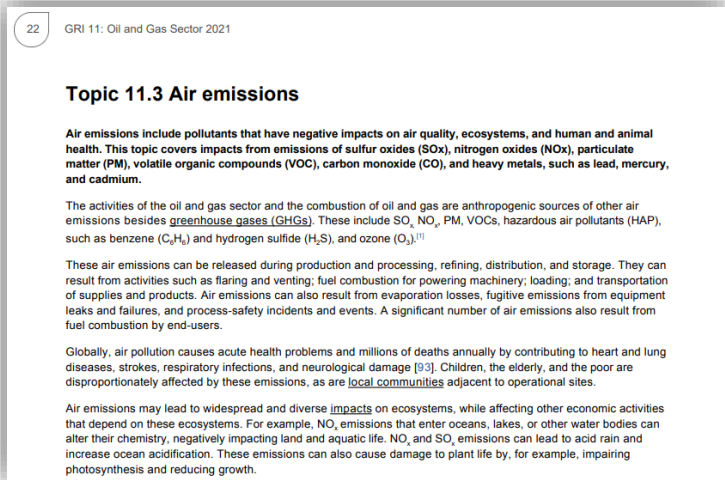 22
GRI 11: Oil and Gas Sector 2021
Topic 11.3 Air emissions
Air emissions include pollutants that have negative impacts on air quality, ecosystems, and human and animal
health. This topic covers impacts from emissions of sulfur oxides (SOx), nitrogen oxides (NOx), particulate
matter (PM), volatile organic compounds (VOC), carbon monoxide (CO), and heavy metals, such as lead, mercury,
and cadmium.
The activities of the oil and gas sector and the combustion of oil and gas are anthropogenic sources of other air
emissions besides greenhouse gases (GHGs). These include SOₓ, NOₓ, PM, VOCs, hazardous air pollutants (HAP),
such as benzene (C₆H₆) and hydrogen sulfide (H₂S), and ozone (O₃).[1]
These air emissions can be released during production and processing, refining, distribution, and storage. They can
result from activities such as flaring and venting; fuel combustion for powering machinery; loading; and transportation
of supplies and products. Air emissions can also result from evaporation losses, fugitive emissions from equipment
leaks and failures, and process-safety incidents and events. A significant number of air emissions also result from
fuel combustion by end-users.
Globally, air pollution causes acute health problems and millions of deaths annually by contributing to heart and lung
diseases, strokes, respiratory infections, and neurological damage [93]. Children, the elderly, and the poor are
disproportionately affected by these emissions, as are local communities adjacent to operational sites.
Air emissions may lead to widespread and diverse impacts on ecosystems, while affecting other economic activities
that depend on these ecosystems. For example, NOₓ emissions that enter oceans, lakes, or other water bodies can
alter their chemistry, negatively impacting land and aquatic life. NOₓ and SOₓ emissions can lead to acid rain and
increase ocean acidification. These emissions can also cause damage to plant life by, for example, impairing
photosynthesis and reducing growth.